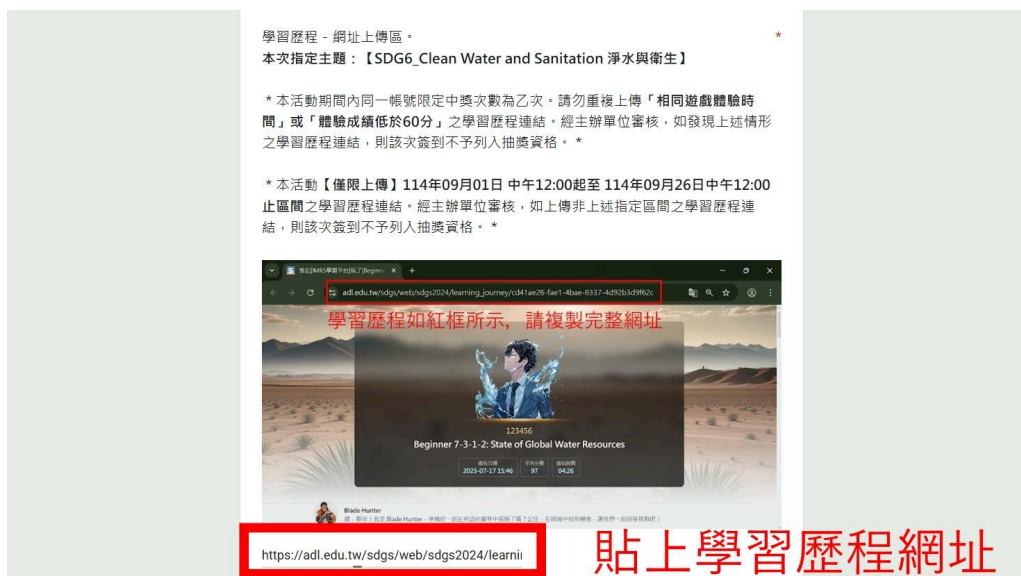 學習歷程 - 網址上傳區。 *
本次指定主題：【SDG6_Clean Water and Sanitation 淨水與衛生】
* 本活動期間內同一帳號限定中獎次數為乙次。請勿重複上傳「相同遊戲體驗時
間」或「體驗成績低於60分」之學習歷程連結。經主辦單位審核，如發現上述情形
之學習歷程連結，則該次簽到不予列入抽獎資格。*
* 本活動【僅限上傳】114年09月01日 中午12:00起至 114年09月26日中午12:00
止區間之學習歷程連結。經主辦單位審核，如上傳非上述指定區間之學習歷程連
結，則該次簽到不予列入抽獎資格。*
adl.edu.tw/sdgs/web/sdgs2024/learning_journey/cd41ae26-fae1-4bae-8337-4d92b3d9f62c
學習歷程如紅框所示，請複製完整網址
123456
Beginner 7-3-1-2: State of Global Water Resources
遊玩日期 平均分數 遊玩時間
2025-07-17 15:46 97 04:26
Blade Hunter
https://adl.edu.tw/sdgs/web/sdgs2024/learnin
貼上學習歷程網址